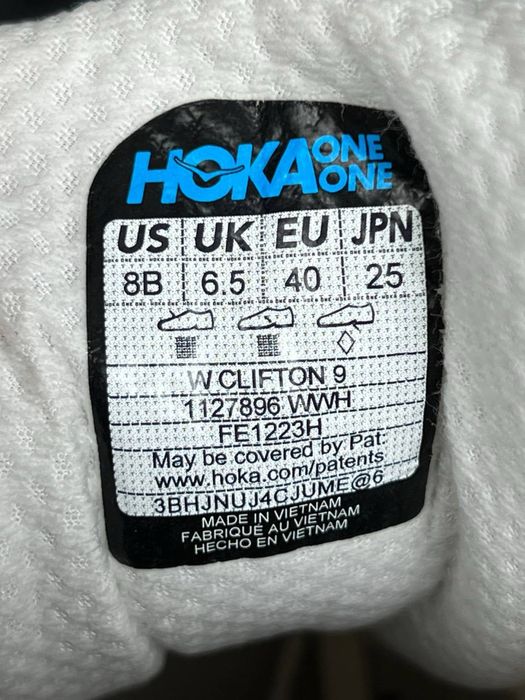 HOKA ONE ONE
US UK EU JPN
8B 6.5 40 25
W CLIFTON 9
1127896 WWH
FE1223H
May be covered by Pat.
www.hoka.com/patents
3BHJNUJ4CJUME@6
MADE IN VIETNAM
FABRIQUÉ AU VIETNAM
HECHO EN VIETNAM